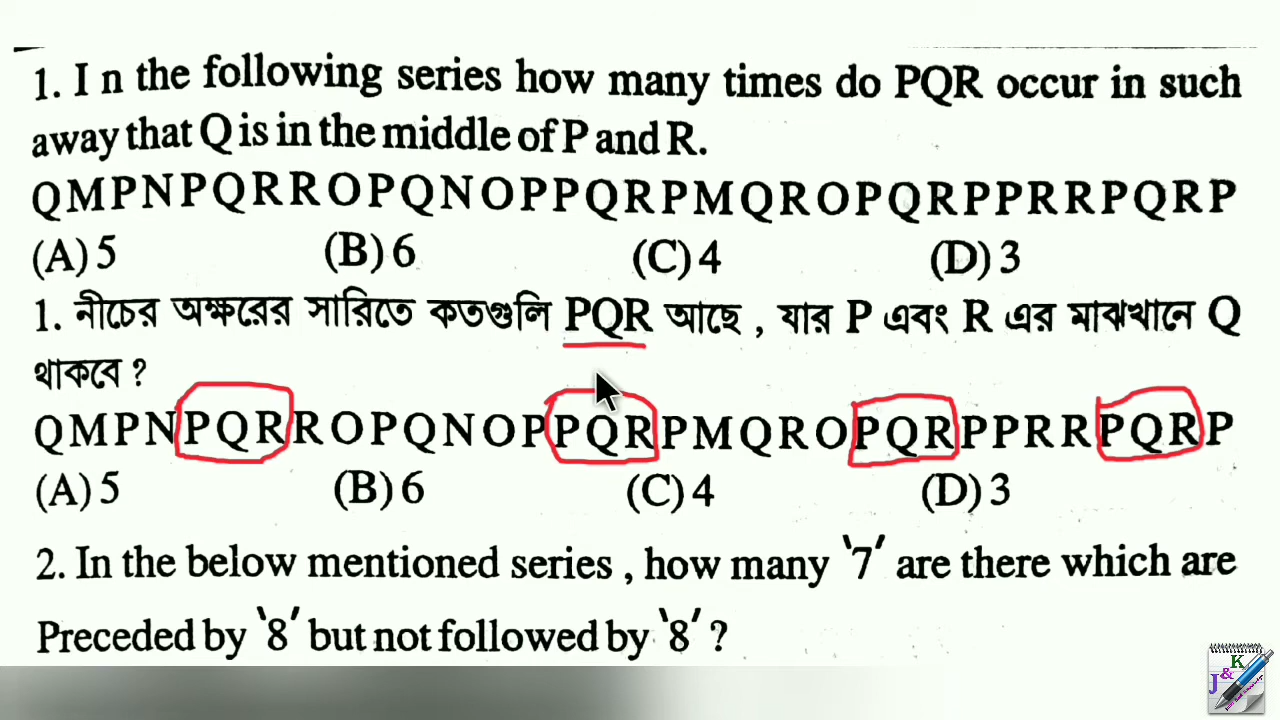 1. I n the following series how many times do PQR occur in such
away that Q is in the middle of P and R.
Q M P N P Q R R O P Q N O P P Q R P M Q R O P Q R P P R R P Q R P
(A) 5 (B) 6 (C) 4 (D) 3
1. নীচের অক্ষরের সারিতে কতগুলি PQR আছে , যার P এবং R এর মাঝখানে Q
থাকবে ?
Q M P N P Q R R O P Q N O P P Q R P M Q R O P Q R P P R R P Q R P
(A) 5 (B) 6 (C) 4 (D) 3
2. In the below mentioned series , how many '7' are there which are
Preceded by '8' but not followed by '8' ?
J & K